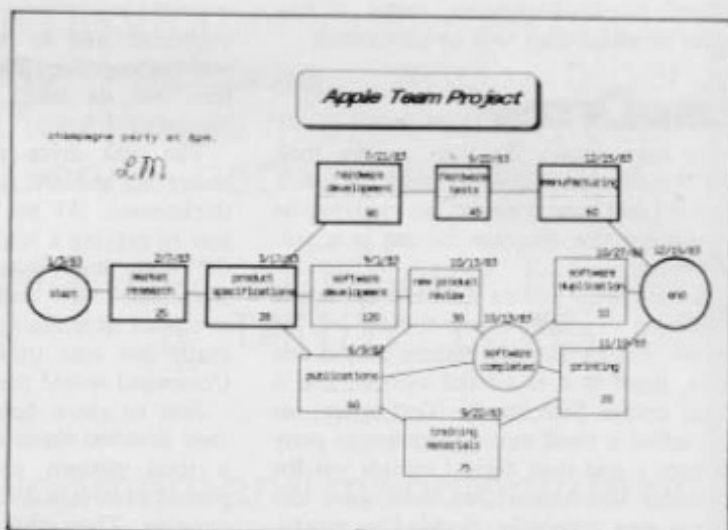 Apple Team Project
champagne party at 6pm.
LM
7/21/83
9/22/83
12/15/83
hardware
development
90
hardware
tests
45
manufacturing
60
1/3/83
start
2/7/83
market
research
25
3/17/83
product
specifications
28
9/1/83
software
development
120
10/13/83
new product
review
30
10/27/83
software
duplication
10
12/15/83
end
10/13/83
software
completed
6/9/83
publications
60
11/10/83
printing
20
9/22/83
training
materials
75